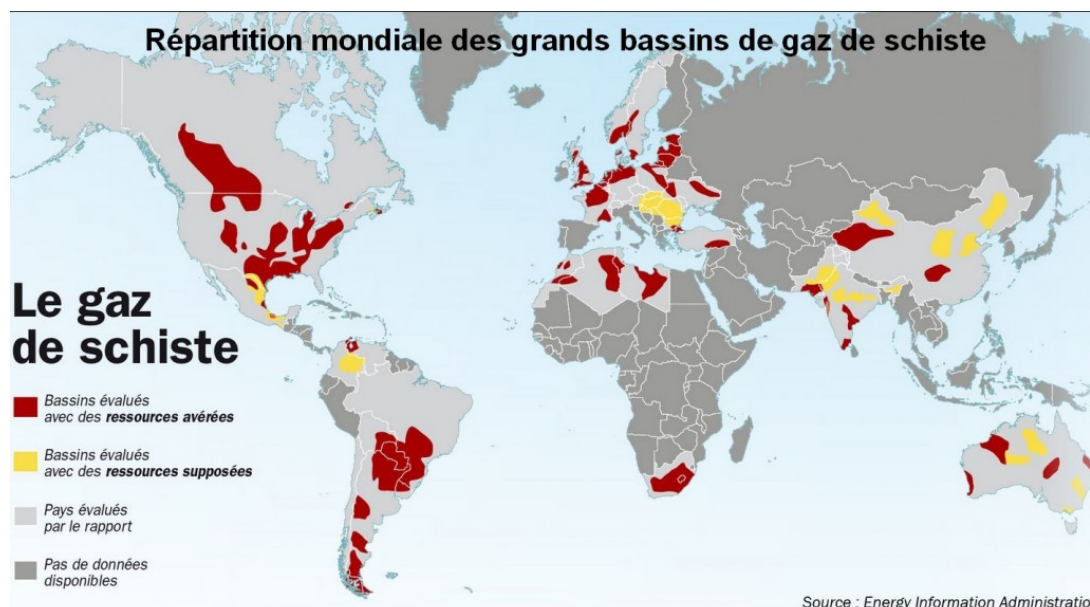 Répartition mondiale des grands bassins de gaz de schiste
Le gaz
de schiste
Bassins évalués
avec des ressources avérées
Bassins évalués
avec des ressources supposées
Pays évalués
par le rapport
Pas de données
disponibles
Source : Energy Information Administratio